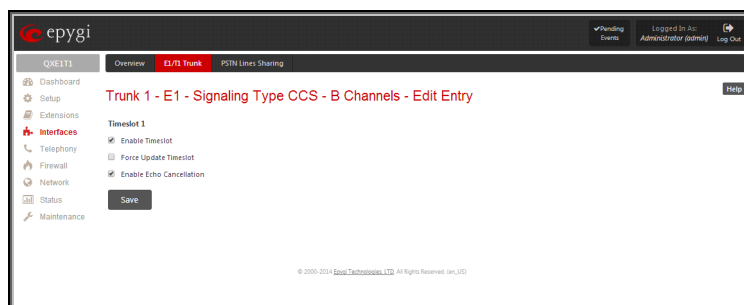 epygi
Pending Events
Logged In As:
Administrator (admin)
Log Out
QXE1T1
Overview
E1/T1 Trunk
PSTN Lines Sharing
Dashboard
Setup
Extensions
Interfaces
Telephony
Firewall
Network
Status
Maintenance
Trunk 1 - E1 - Signaling Type CCS - B Channels - Edit Entry
Help
Timeslot 1
Enable Timeslot
Force Update Timeslot
Enable Echo Cancellation
Save
© 2000-2014 Epygi Technologies, LTD. All Rights Reserved. (en_US)